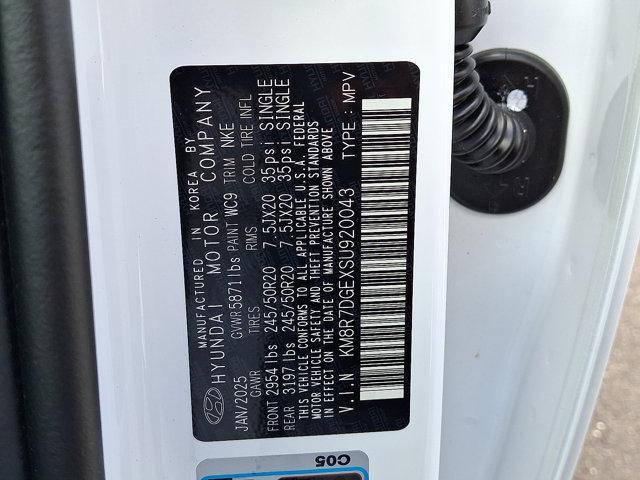 MANUFACTURED IN KOREA BY
HYUNDAI MOTOR COMPANY
JAN/2025 GVWR 5871 lbs PAINT WC9 TRIM NKE
GAWR TIRES RIMS COLD TIRE INFL
FRONT 2954 lbs 245/50R20 7.5JX20 35psi SINGLE
REAR 3197 lbs 245/50R20 7.5JX20 35psi SINGLE
THIS VEHICLE CONFORMS TO ALL APPLICABLE U.S.A. FEDERAL
MOTOR VEHICLE SAFETY AND THEFT PREVENTION STANDARDS
IN EFFECT ON THE DATE OF MANUFACTURE SHOWN ABOVE
V.I.N KM8R7DGEXSU920043 TYPE : MPV
C05